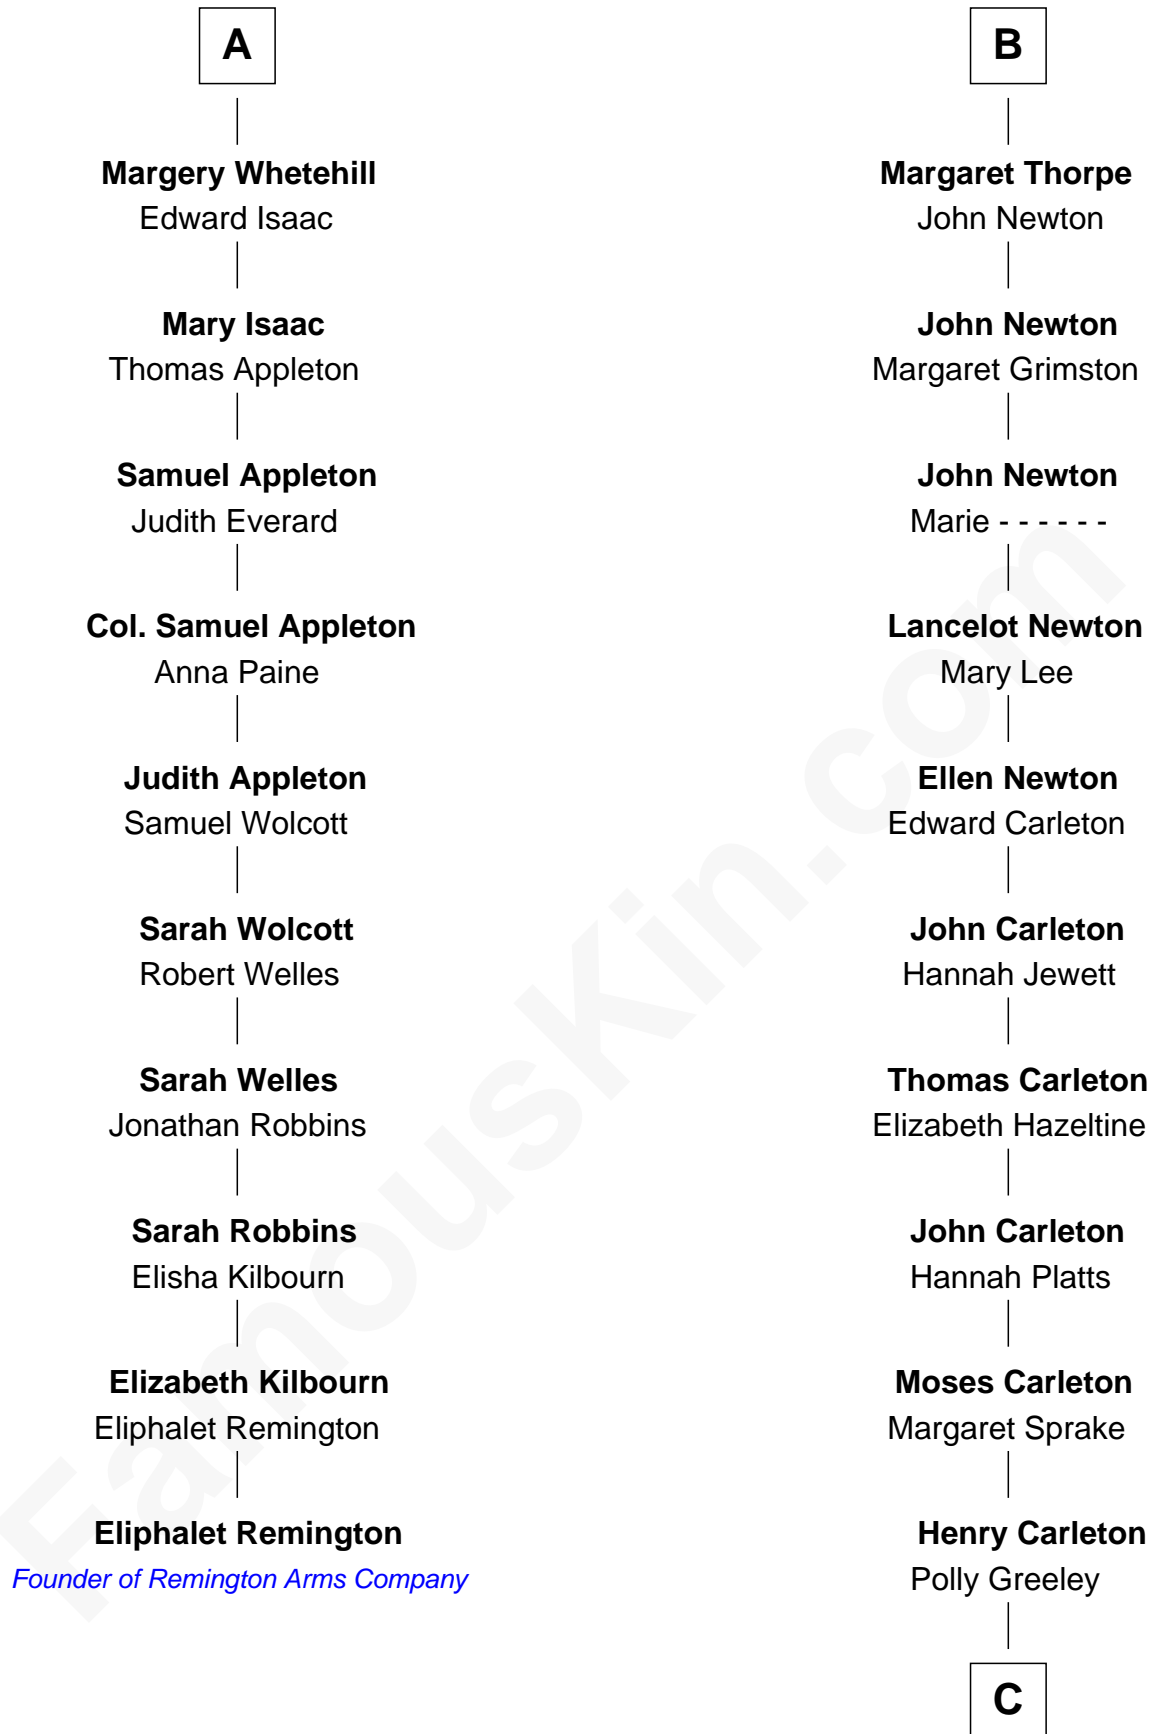 A
Margery Whetehill
Edward Isaac
Mary Isaac
Thomas Appleton
Samuel Appleton
Judith Everard
Col. Samuel Appleton
Anna Paine
Judith Appleton
Samuel Wolcott
Sarah Wolcott
Robert Welles
Sarah Welles
Jonathan Robbins
Sarah Robbins
Elisha Kilbourn
Elizabeth Kilbourn
Eliphalet Remington
Eliphalet Remington
Founder of Remington Arms Company
B
Margaret Thorpe
John Newton
John Newton
Margaret Grimston
John Newton
Marie - - - - - -
Lancelot Newton
Mary Lee
Ellen Newton
Edward Carleton
John Carleton
Hannah Jewett
Thomas Carleton
Elizabeth Hazeltine
John Carleton
Hannah Platts
Moses Carleton
Margaret Sprake
Henry Carleton
Polly Greeley
C
FamousKin.com